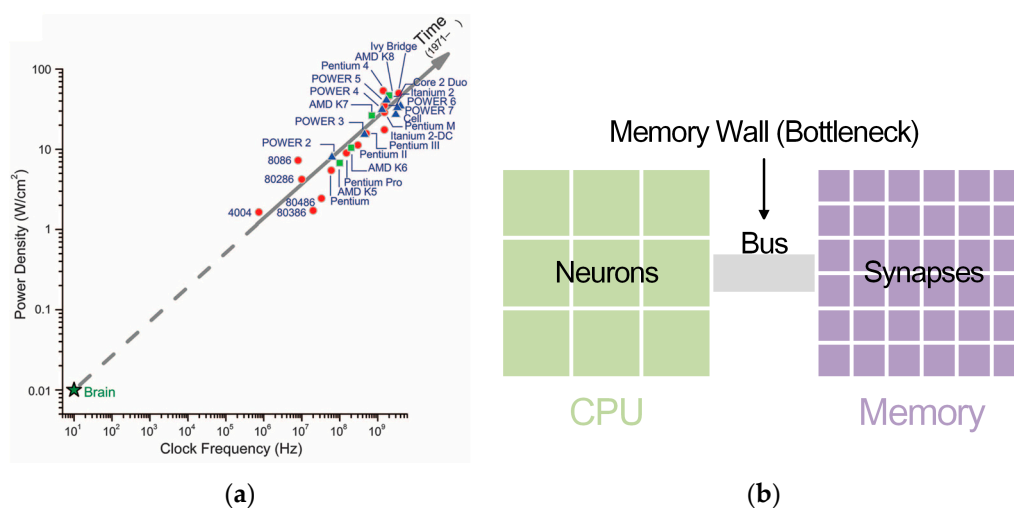 Time
(1971–
Ivy Bridge
AMD K8
Pentium 4
POWER 5
POWER 4
AMD K7
POWER 3
POWER 2
8086
80286
4004
80486
80386
Core 2 Duo
Itanium 2
POWER 6
POWER 7
Cell
Pentium M
Itanium 2-DC
Pentium III
Pentium II
AMD K6
Pentium Pro
AMD K5
Pentium
Brain
100
10
1
0.1
0.01
Power Density (W/cm²)
10¹ 10² 10³ 10⁴ 10⁵ 10⁶ 10⁷ 10⁸ 10⁹
Clock Frequency (Hz)
(a)
Memory Wall (Bottleneck)
Bus
Neurons
Synapses
CPU
Memory
(b)